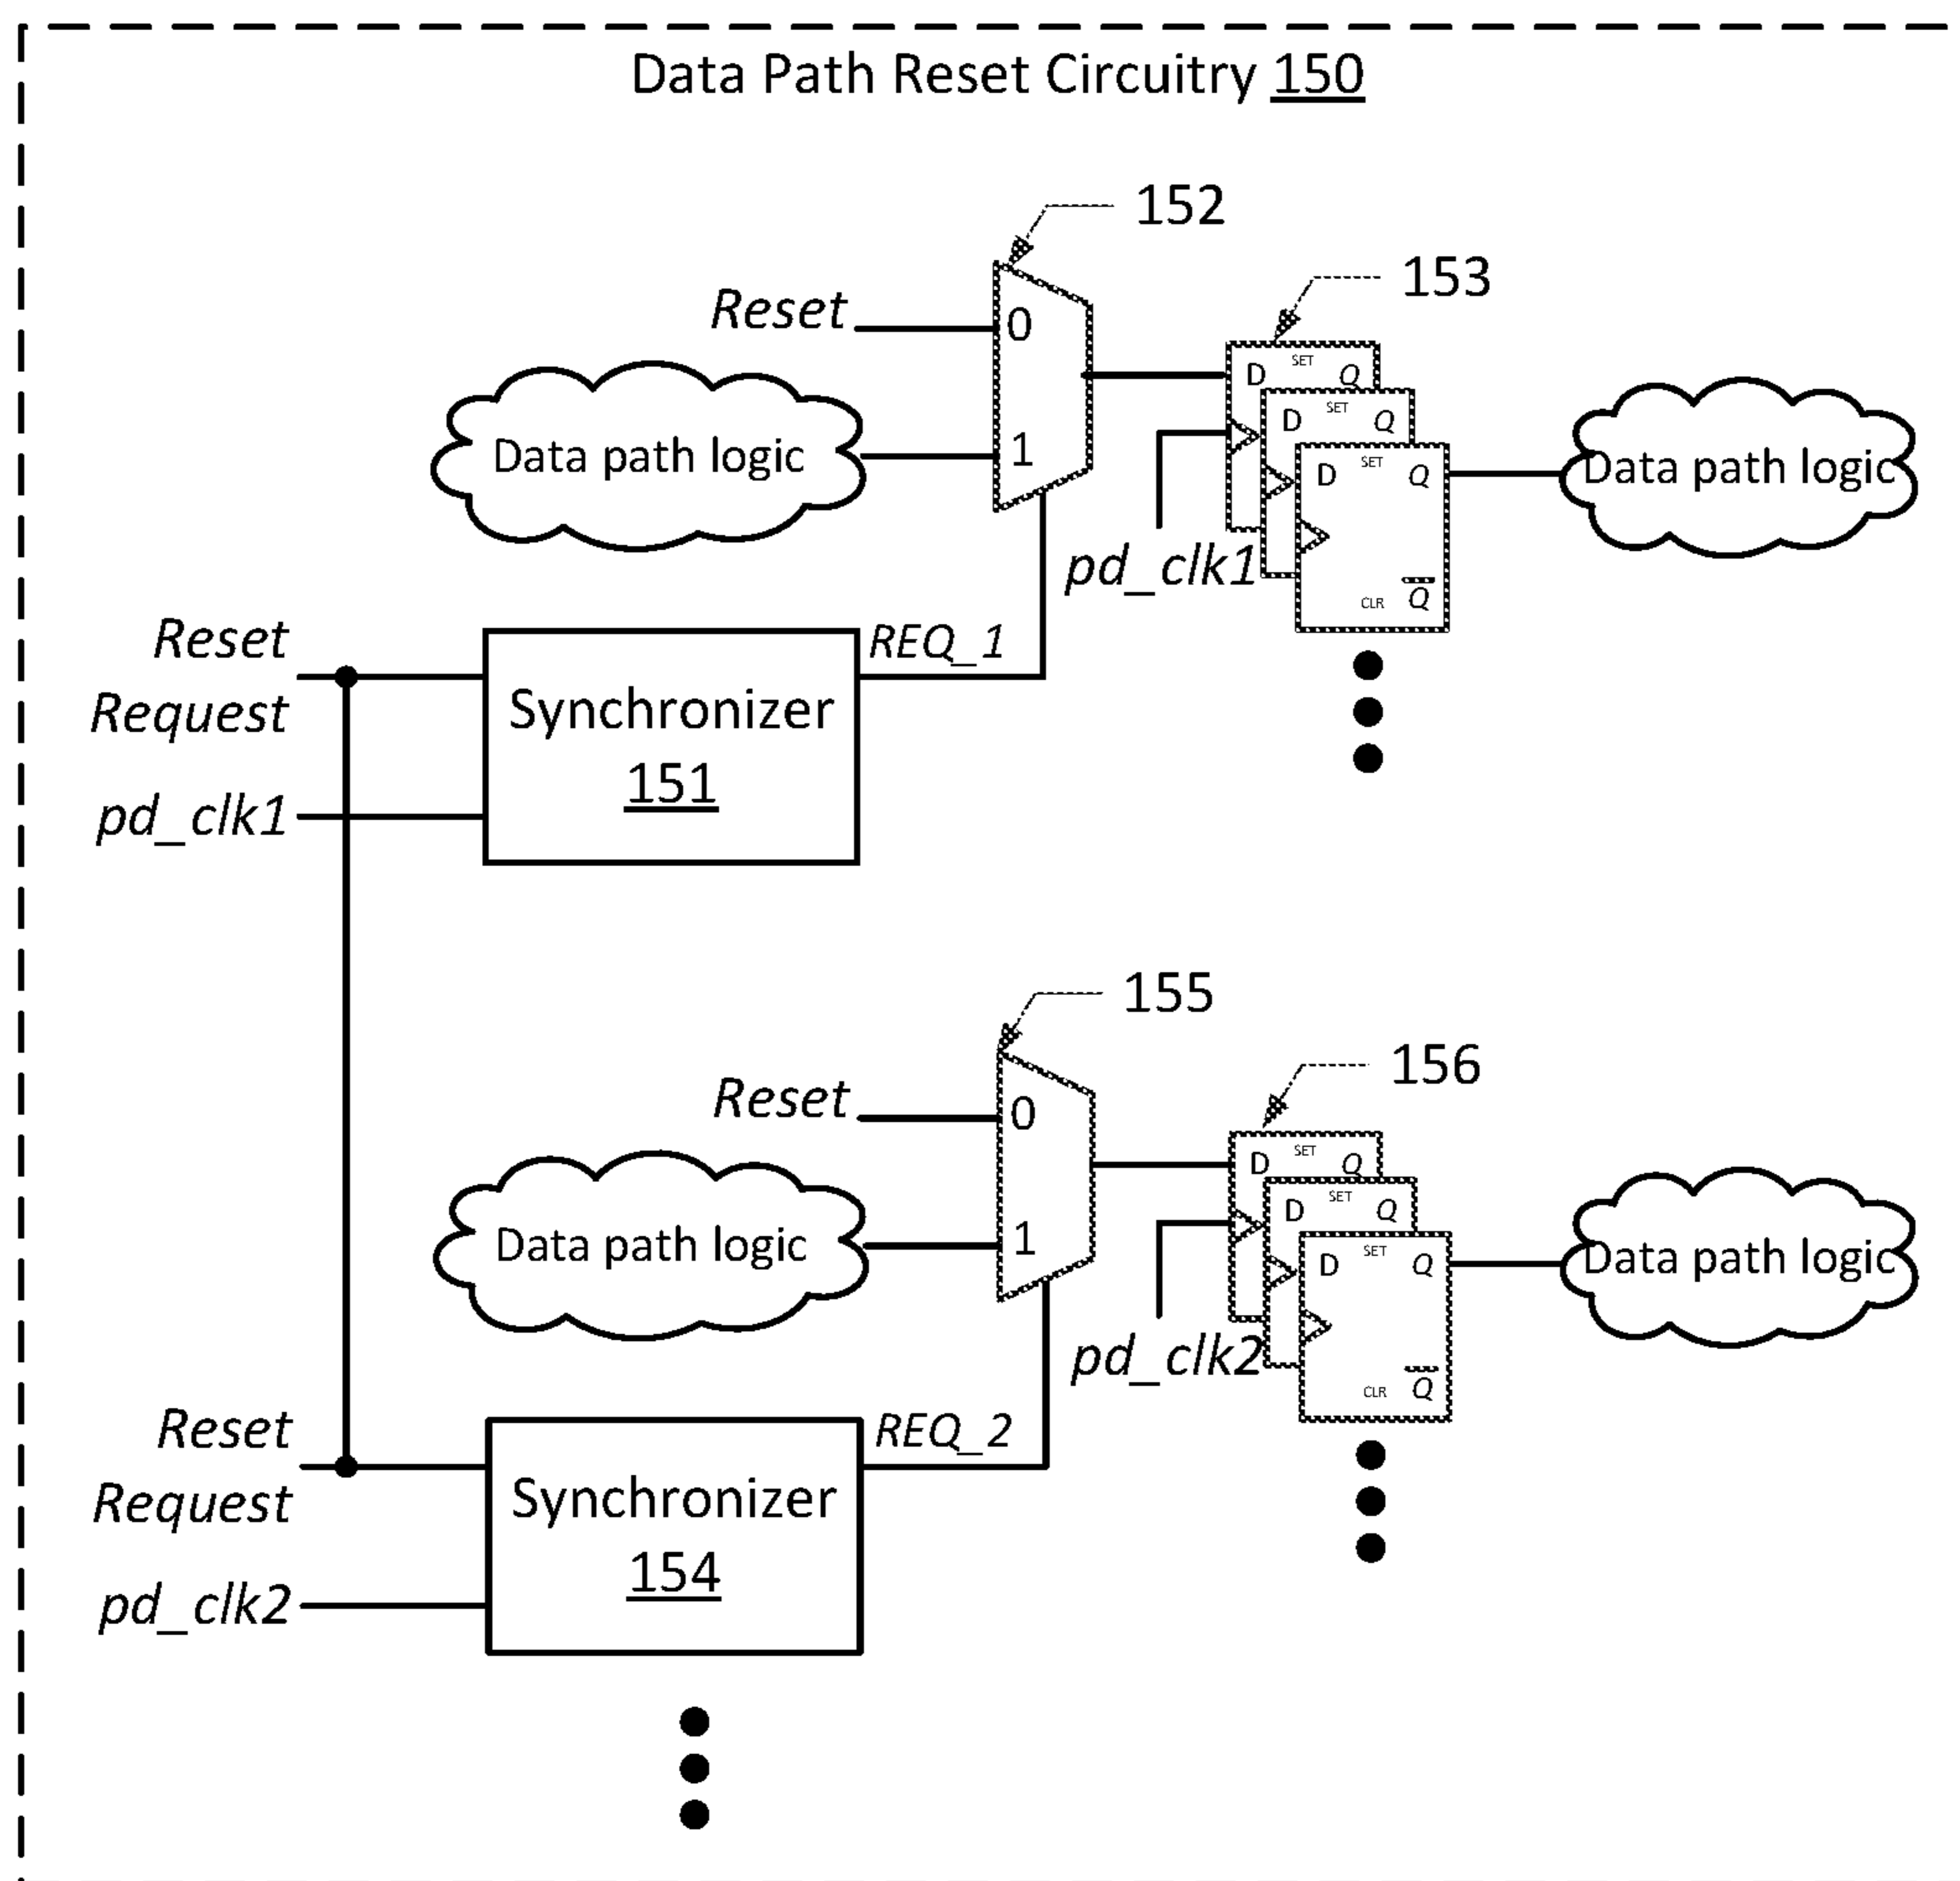 Data Path Reset Circuitry 150
152
153
Reset
0
D SET Q
D SET Q
D SET Q
Data path logic
1
Data path logic
pd_clk1
CLR Q
Reset
Request
REQ_1
Synchronizer
151
pd_clk1
155
156
Reset
0
D SET Q
D SET Q
D SET Q
Data path logic
1
Data path logic
pd_clk2
CLR Q
Reset
Request
REQ_2
Synchronizer
154
pd_clk2